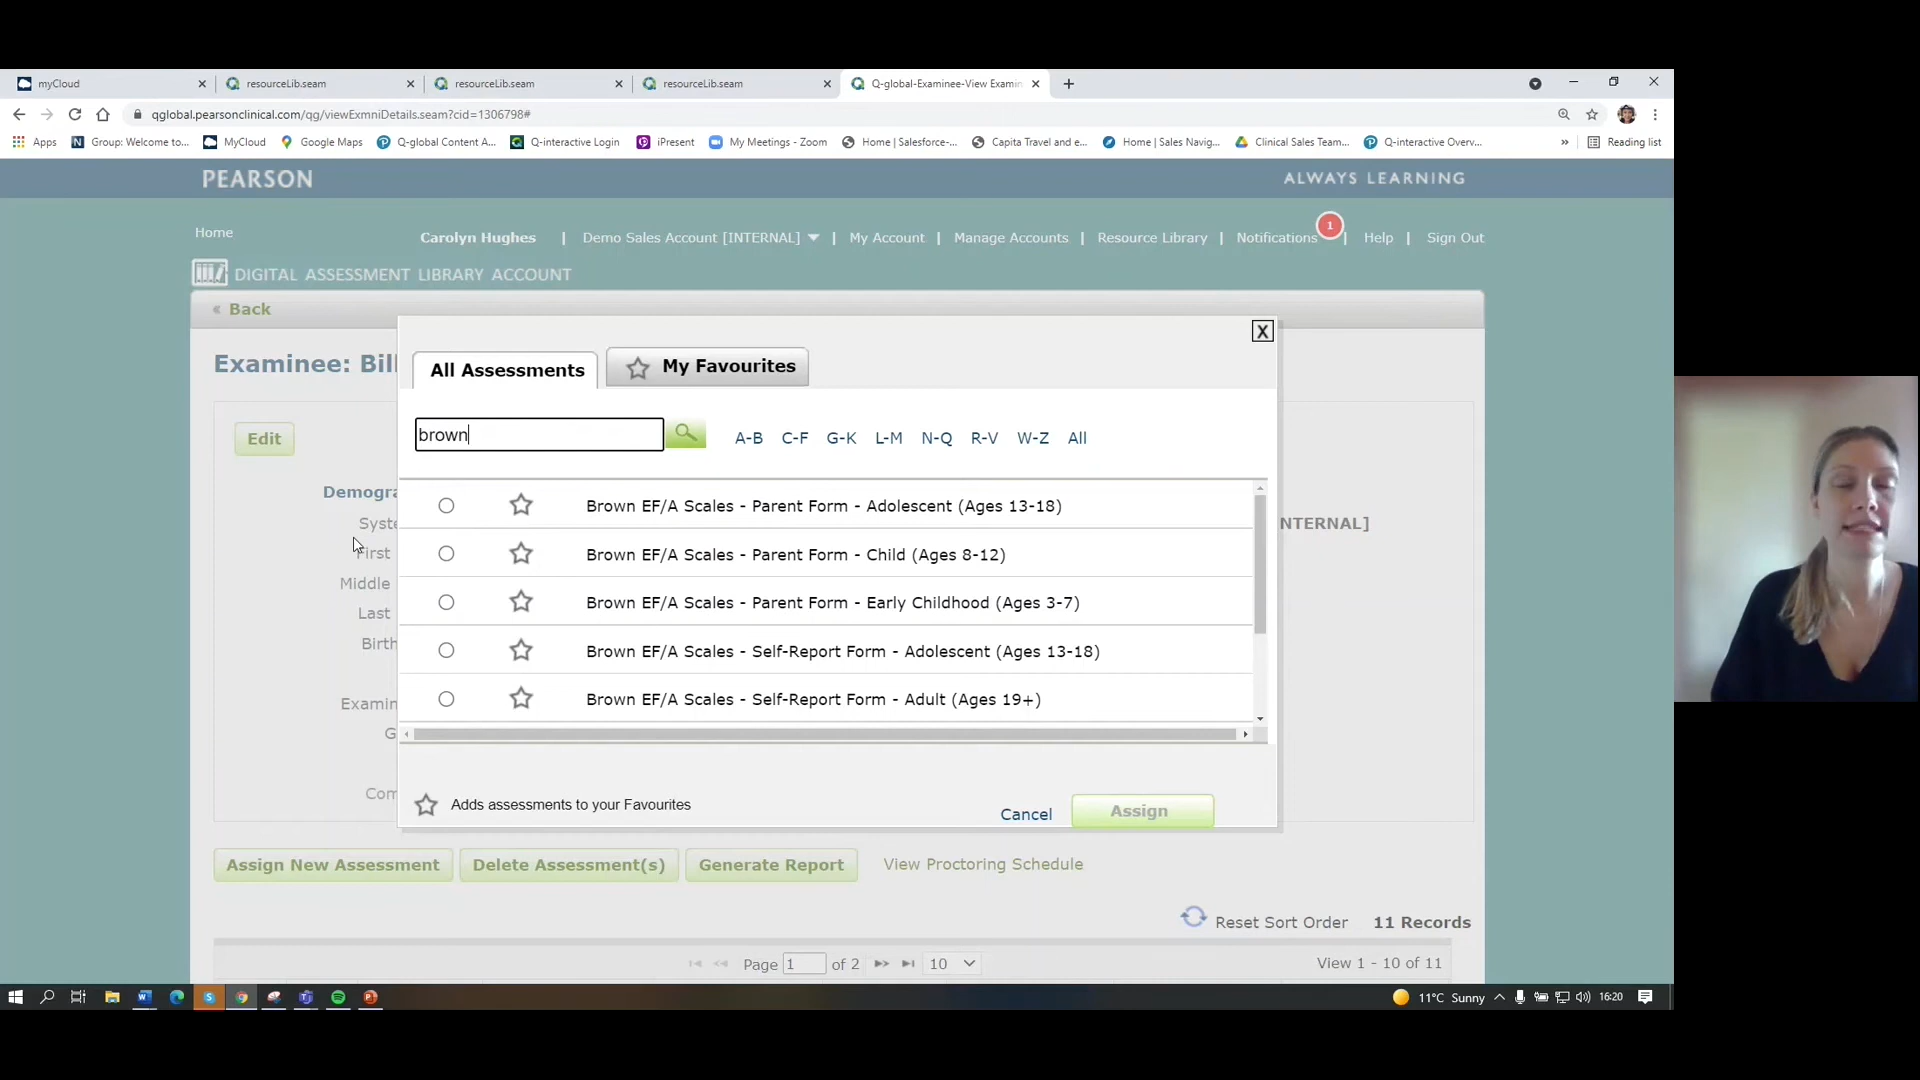 myCloud
resourceLib.seam
resourceLib.seam
resourceLib.seam
Q-global-Examinee-View Examin
qglobal.pearsonclinical.com/qg/viewExmniDetails.seam?cid=1306798#
Apps
Group: Welcome to...
MyCloud
Google Maps
Q-global Content A...
Q-interactive Login
iPresent
My Meetings - Zoom
Home | Salesforce-...
Capita Travel and e...
Home | Sales Navig...
Clinical Sales Team...
Q-interactive Overv...
»
Reading list
PEARSON
ALWAYS LEARNING
Home
Carolyn Hughes | Demo Sales Account [INTERNAL] | My Account | Manage Accounts | Resource Library | Notifications 1 | Help | Sign Out
DIGITAL ASSESSMENT LIBRARY ACCOUNT
« Back
X
Examinee: Bill
All Assessments
My Favourites
Edit
brown
A-B C-F G-K L-M N-Q R-V W-Z All
Demogra
Syste
NTERNAL]
First
Middle
Last
Birth
Examin
G
Com
Brown EF/A Scales - Parent Form - Adolescent (Ages 13-18)
Brown EF/A Scales - Parent Form - Child (Ages 8-12)
Brown EF/A Scales - Parent Form - Early Childhood (Ages 3-7)
Brown EF/A Scales - Self-Report Form - Adolescent (Ages 13-18)
Brown EF/A Scales - Self-Report Form - Adult (Ages 19+)
Adds assessments to your Favourites
Cancel
Assign
Assign New Assessment
Delete Assessment(s)
Generate Report
View Proctoring Schedule
Reset Sort Order
11 Records
Page 1 of 2
10
View 1 - 10 of 11
11°C Sunny
16:20